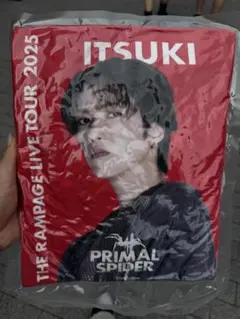 ITSUKI
THE RAMPAGE LIVE TOUR 2025
PRIMAL
SPIDER